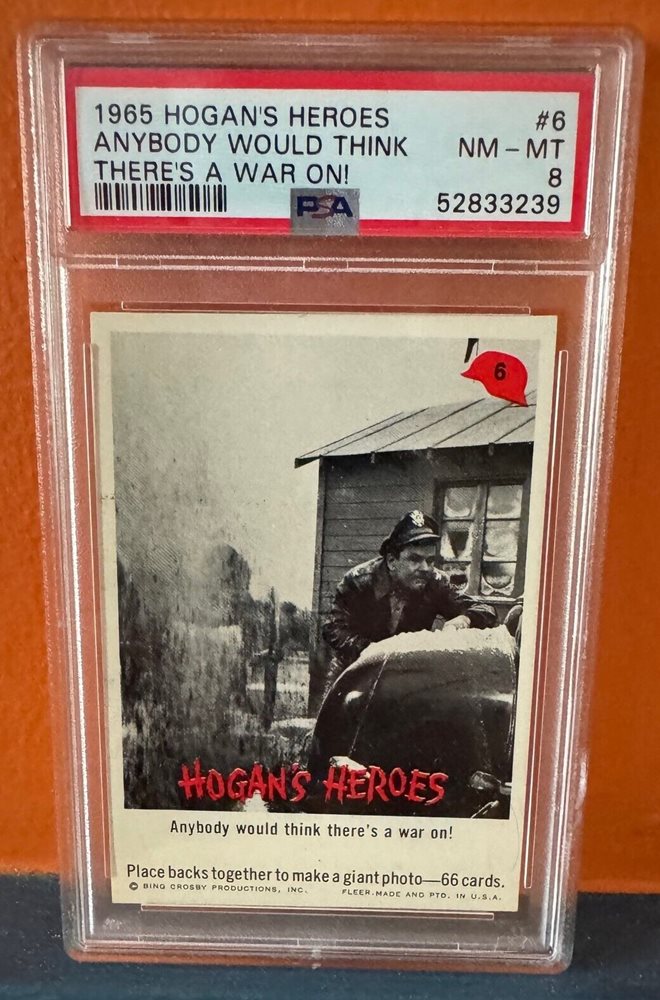 1965 HOGAN'S HEROES #6
ANYBODY WOULD THINK NM - MT
THERE'S A WAR ON! 8
PSA 52833239
6
HOGAN'S HEROES
Anybody would think there's a war on!
Place backs together to make a giant photo—66 cards.
© BING CROSBY PRODUCTIONS, INC. FLEER-MADE AND PTD. IN U.S.A.